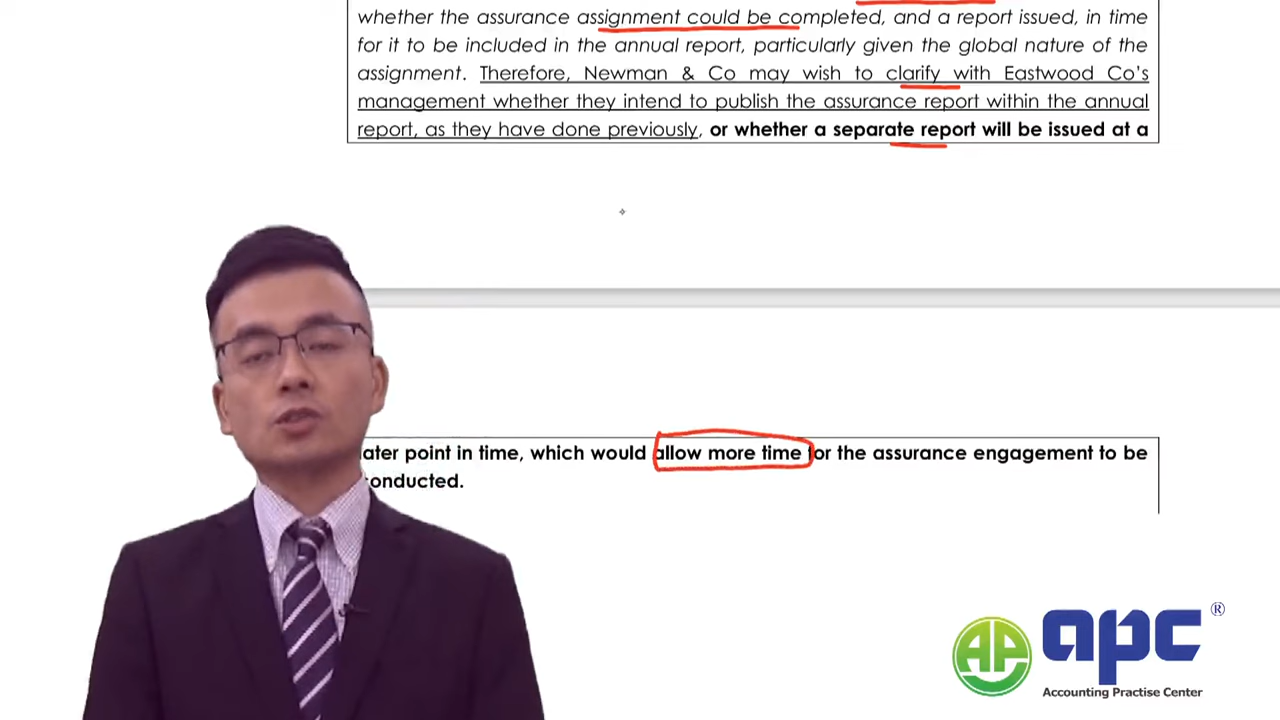 whether the assurance assignment could be completed, and a report issued, in time
for it to be included in the annual report, particularly given the global nature of the
assignment. Therefore, Newman & Co may wish to clarify with Eastwood Co's
management whether they intend to publish the assurance report within the annual
report, as they have done previously, or whether a separate report will be issued at a
later point in time, which would allow more time for the assurance engagement to be
conducted.
AP
apc®
Accounting Practise Center